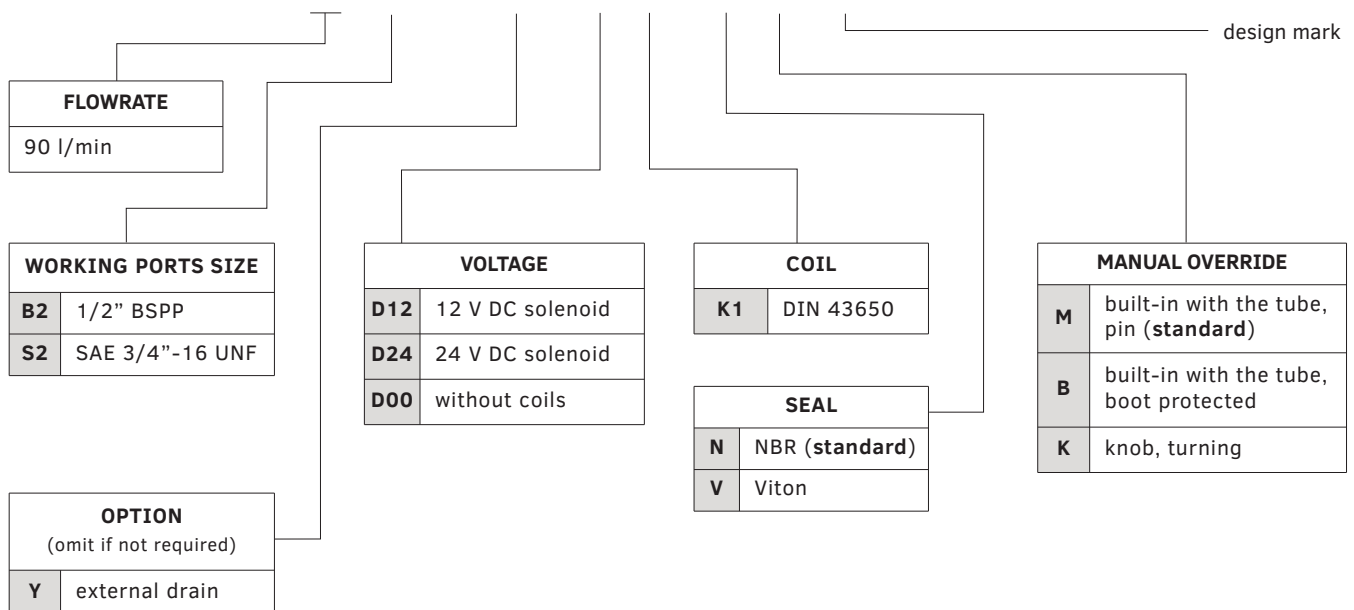 design mark
FLOWRATE
90 l/min
WORKING PORTS SIZE
B2 1/2” BSPP
S2 SAE 3/4”-16 UNF
VOLTAGE
D12 12 V DC solenoid
D24 24 V DC solenoid
D00 without coils
COIL
K1 DIN 43650
SEAL
N NBR (standard)
V Viton
MANUAL OVERRIDE
M built-in with the tube,
pin (standard)
B built-in with the tube,
boot protected
K knob, turning
OPTION
(omit if not required)
Y external drain